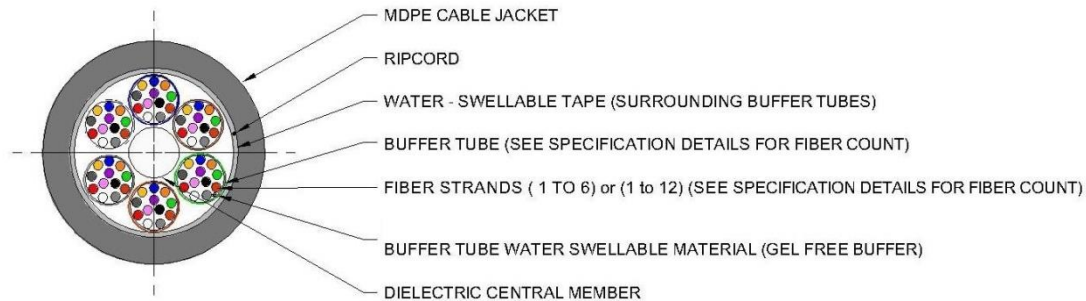 MDPE CABLE JACKET
RIPCORD
WATER - SWELLABLE TAPE (SURROUNDING BUFFER TUBES)
BUFFER TUBE (SEE SPECIFICATION DETAILS FOR FIBER COUNT)
FIBER STRANDS ( 1 TO 6) or (1 to 12) (SEE SPECIFICATION DETAILS FOR FIBER COUNT)
BUFFER TUBE WATER SWELLABLE MATERIAL (GEL FREE BUFFER)
DIELECTRIC CENTRAL MEMBER